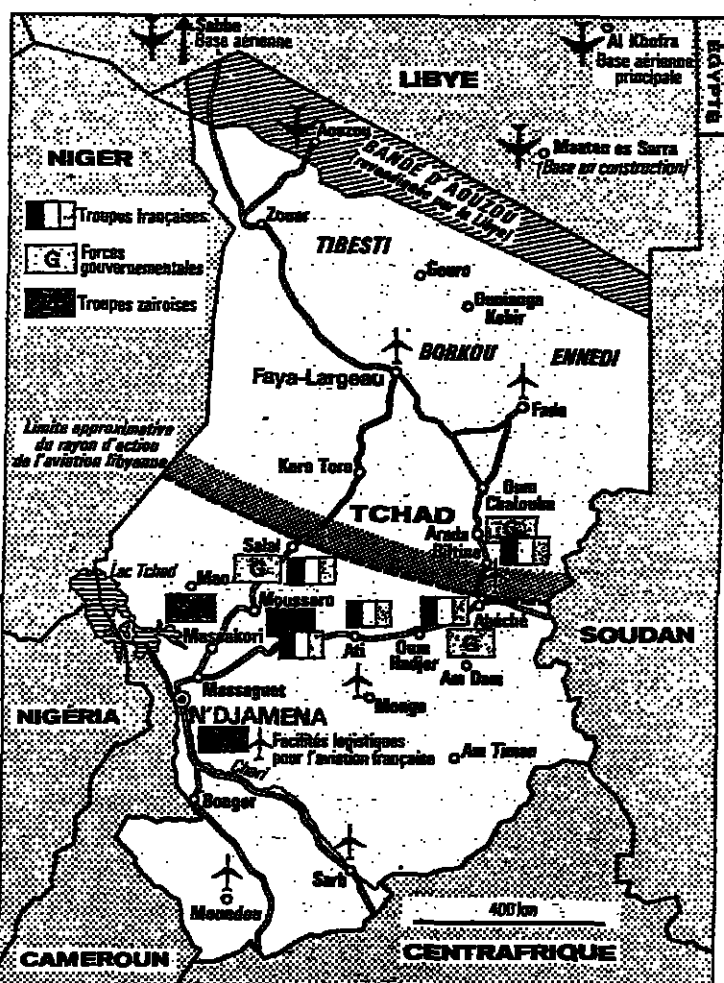 Sabha
Base aérienne
Al Khofra
Base aérienne
principale
EGYPTE
LIBYE
NIGER
Aouzou
Maaten es Sarra
(Base en construction)
BANDE D'AOUZOU
revendiquée par la Libye
Troupes françaises
Zouar
TIBESTI
G
Forces
gouvernementales
Gouro
Ounianga
Kebir
Troupes zaïroises
BORKOU
ENNEDI
Faya-Largeau
Fada
Limite approximative
du rayon d'action
de l'aviation libyenne
Koro Toro
Oum
Chalouba
TCHAD
Arada
Biltine
G
Salal
G
Lac Tchad
Mao
Moussoro
Massakori
Ati
Oum
Hadjer
Abéché
G
Am Dam
SOUDAN
Massaguet
NIGÉRIA
N'DJAMENA
Mongo
Facilités logistiques
pour l'aviation française
Am Timan
Chari
Bongor
Sarh
Moundou
400 km
CAMEROUN
CENTRAFRIQUE